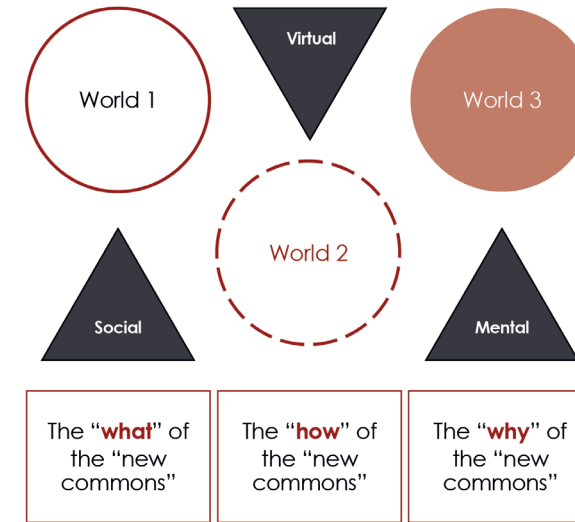 Virtual
World 1
World 3
World 2
Social
Mental
The “what” of
the “new
commons”
The “how” of
the “new
commons”
The “why” of
the “new
commons”